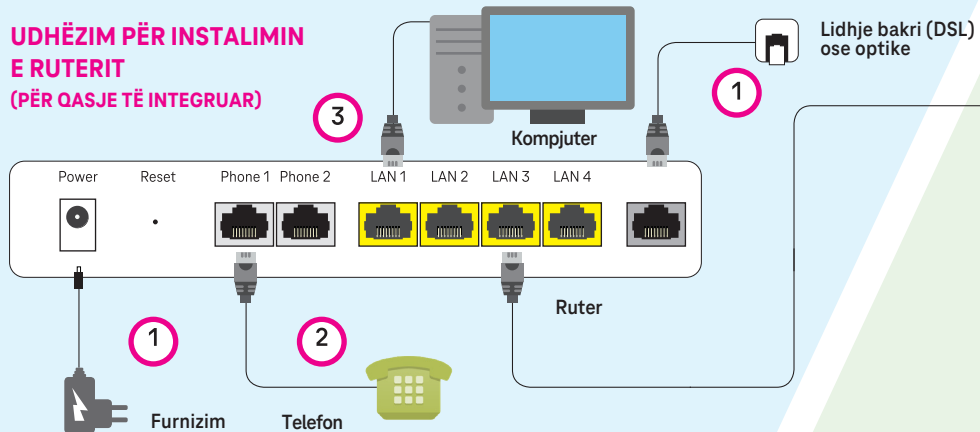 UDHËZIM PËR INSTALIMIN
E RUTERIT
(PËR QASJE TË INTEGRUAR)
3
Kompjuter
1
Lidhje bakri (DSL)
ose optike
Power Reset Phone 1 Phone 2 LAN 1 LAN 2 LAN 3 LAN 4
Ruter
1
Furnizim
2
Telefon